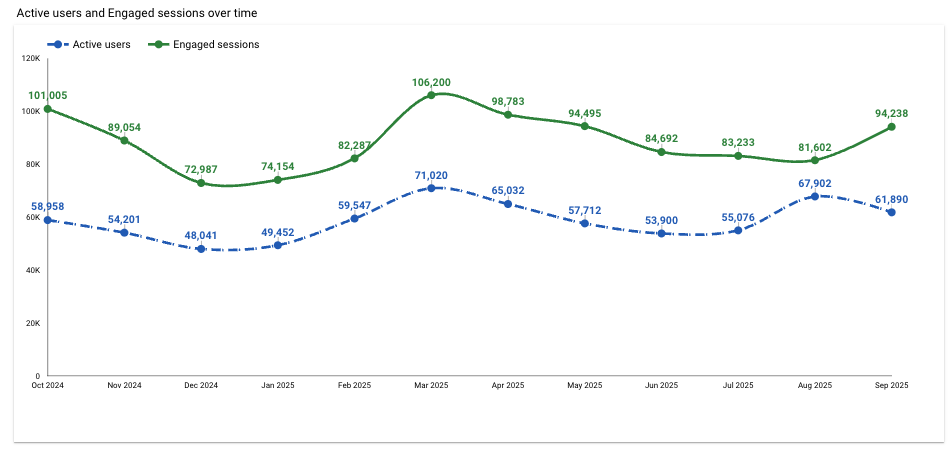 Active users and Engaged sessions over time
Active users Engaged sessions
120K
100K
80K
60K
40K
20K
0
101,005 89,054 72,987 74,154 82,287 106,200 98,783 94,495 84,692 83,233 81,602 94,238
58,958 54,201 48,041 49,452 59,547 71,020 65,032 57,712 53,900 55,076 67,902 61,890
Oct 2024 Nov 2024 Dec 2024 Jan 2025 Feb 2025 Mar 2025 Apr 2025 May 2025 Jun 2025 Jul 2025 Aug 2025 Sep 2025